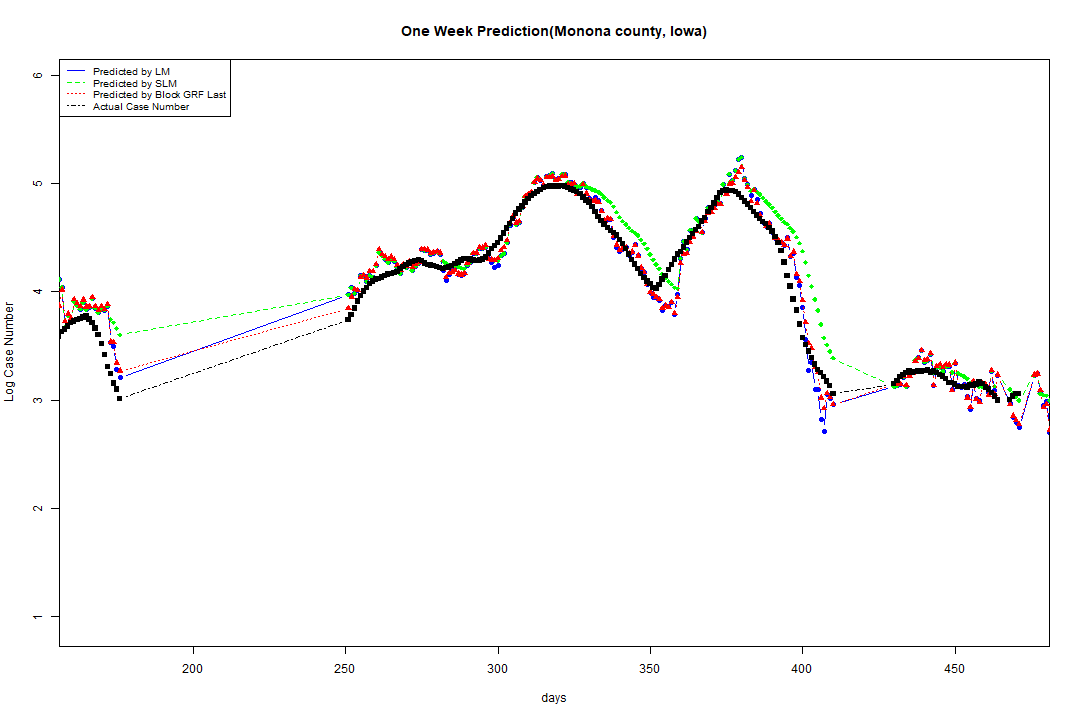 One Week Prediction(Monona county, Iowa)
Predicted by LM
Predicted by SLM
Predicted by Block GRF Last
Actual Case Number
Log Case Number
6
5
4
3
2
1
200 250 300 350 400 450
days